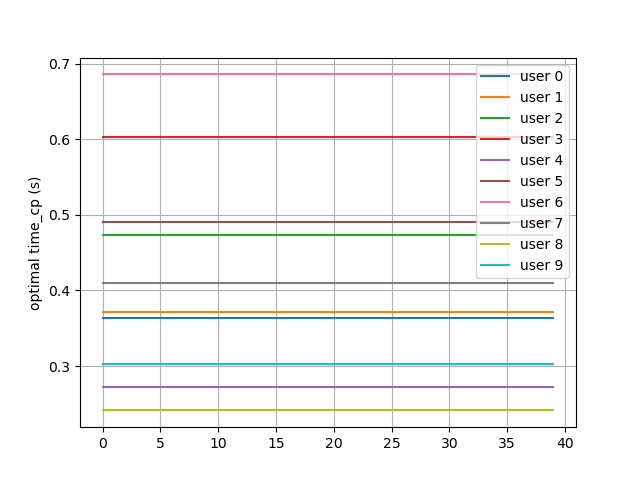 0.7
0.6
0.5
0.4
0.3
optimal time_cp (s)
0 5 10 15 20 25 30 35 40
user 0
user 1
user 2
user 3
user 4
user 5
user 6
user 7
user 8
user 9